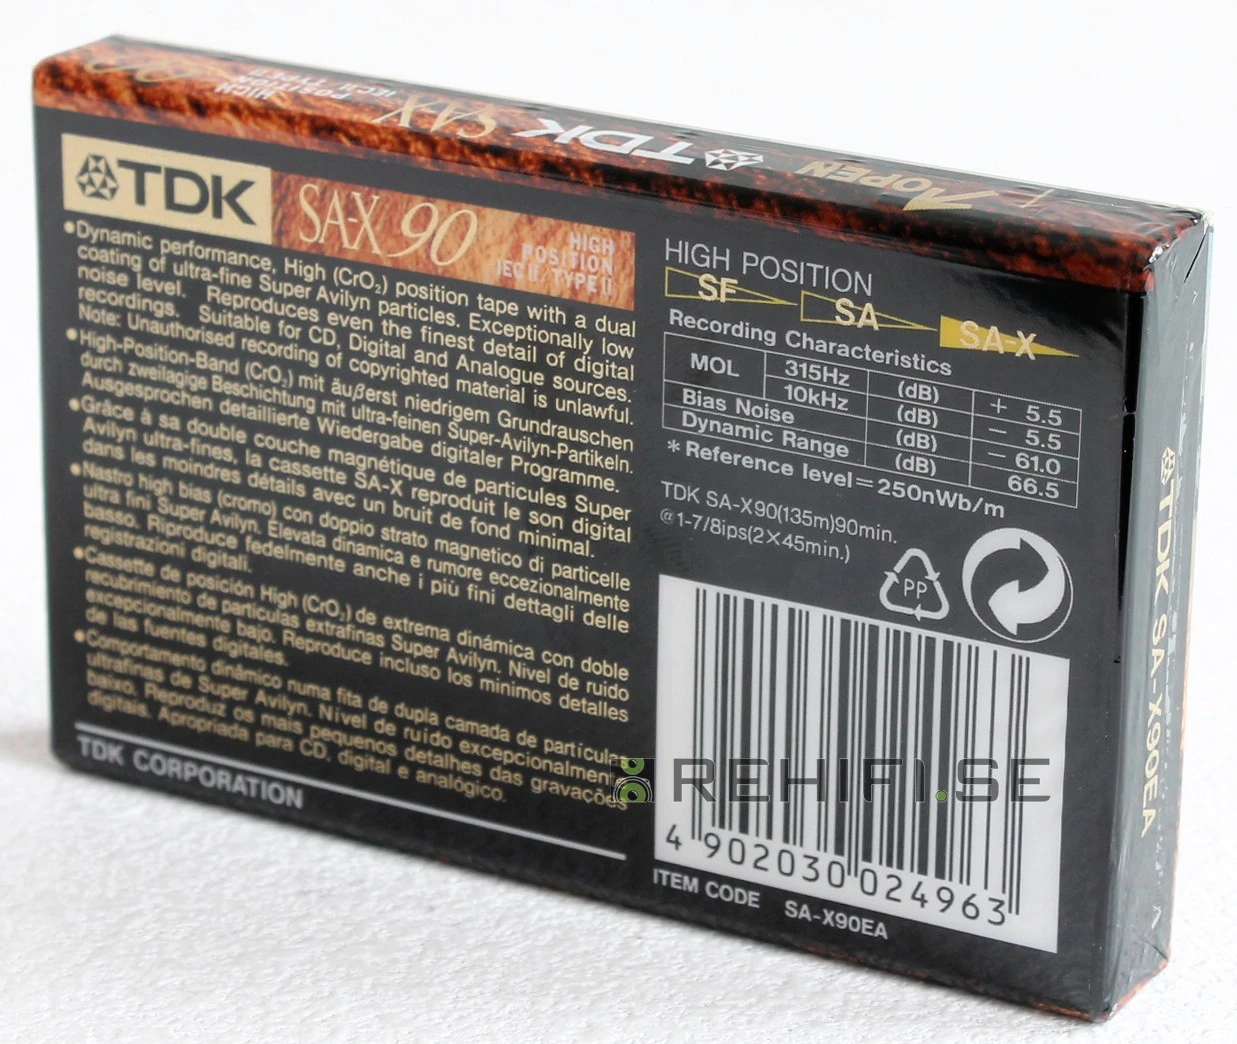 HIGH
POSITION
IEC II TYPE II
SA-X
TDK
OPEN
TDK
SA-X 90
HIGH
POSITION
IEC II TYPE II
•Dynamic performance, High (CrO₂) position tape with a dual
coating of ultra-fine Super Avilyn particles. Exceptionally low
noise level. Reproduces even the finest detail of digital
recordings. Suitable for CD, Digital and Analogue sources.
Note: Unauthorised recording of copyrighted material is unlawful.
•High-Position-Band (CrO₂) mit äußerst niedrigem Grundrauschen
durch zweilagige Beschichtung mit ultra-feinen Super-Avilyn-Partikeln.
Ausgesprochen detaillierte Wiedergabe digitaler Programme.
•Grâce à sa double couche magnétique de particules Super
Avilyn ultra-fines, la cassette SA-X reproduit le son digital
dans les moindres détails avec un bruit de fond minimal.
•Nastro high bias (cromo) con doppio strato magnetico di particelle
ultra fini Super Avilyn. Elevata dinamica e rumore eccezionalmente
basso. Riproduce fedelmente anche i più fini dettagli delle
registrazioni digitali.
•Cassette de posición High (CrO₂) de extrema dinámica con doble
recubrimiento de partículas extrafinas Super Avilyn. Nivel de ruido
excepcionalmente bajo. Reproduce incluso los mínimos detalles
de las fuentes digitales.
•Comportamento dinâmico numa fita de dupla camada de partículas
ultrafinas de Super Avilyn. Nível de ruído excepcionalmente
baixo. Reproduz os mais pequenos detalhes das gravações
digitais. Apropriada para CD, digital e analógico.
TDK CORPORATION
HIGH POSITION
SF
SA
SA-X
Recording Characteristics
MOL 315Hz (dB) + 5.5
10kHz (dB) − 5.5
Bias Noise (dB) − 61.0
Dynamic Range (dB) 66.5
*Reference level=250nWb/m
TDK SA-X90(135m)90min.
@1-7/8ips(2×45min.)
PP
4 902030 024963
ITEM CODE SA-X90EA
TDK SA-X90EA
REHIFI.SE